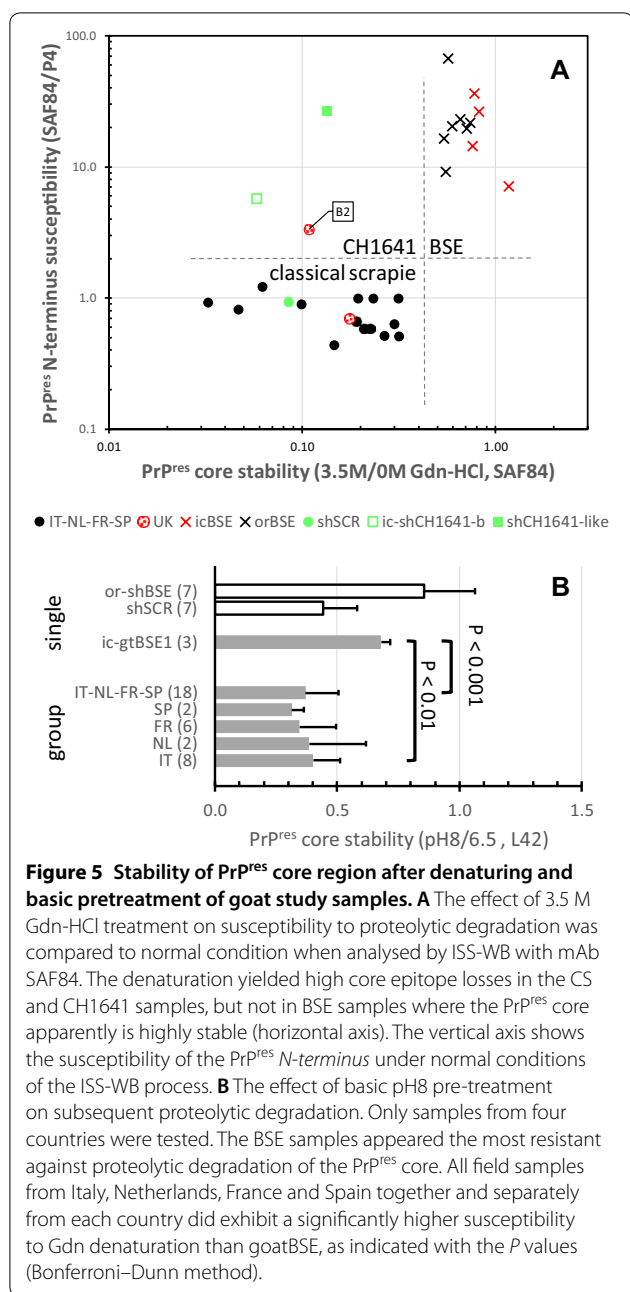 100.0
10.0
1.0
0.1
0.01
0.10
1.00
A
B2
CH1641 BSE
classical scrapie
PrPres N-terminus susceptibility (SAF84/P4)
PrPres core stability (3.5M/0M Gdn-HCl, SAF84)
IT-NL-FR-SP UK icBSE orBSE shSCR ic-shCH1641-b shCH1641-like
B
single
group
or-shBSE (7)
shSCR (7)
ic-gtBSE1 (3)
IT-NL-FR-SP (18)
SP (2)
FR (6)
NL (2)
IT (8)
P < 0.001
P < 0.01
0.0 0.5 1.0 1.5
PrPres core stability (pH8/6.5 , L42)
Figure 5 Stability of PrPres core region after denaturing and
basic pretreatment of goat study samples. A The effect of 3.5 M
Gdn-HCl treatment on susceptibility to proteolytic degradation was
compared to normal condition when analysed by ISS-WB with mAb
SAF84. The denaturation yielded high core epitope losses in the CS
and CH1641 samples, but not in BSE samples where the PrPres core
apparently is highly stable (horizontal axis). The vertical axis shows
the susceptibility of the PrPres N-terminus under normal conditions
of the ISS-WB process. B The effect of basic pH8 pre-treatment
on subsequent proteolytic degradation. Only samples from four
countries were tested. The BSE samples appeared the most resistant
against proteolytic degradation of the PrPres core. All field samples
from Italy, Netherlands, France and Spain together and separately
from each country did exhibit a significantly higher susceptibility
to Gdn denaturation than goatBSE, as indicated with the P values
(Bonferroni–Dunn method).